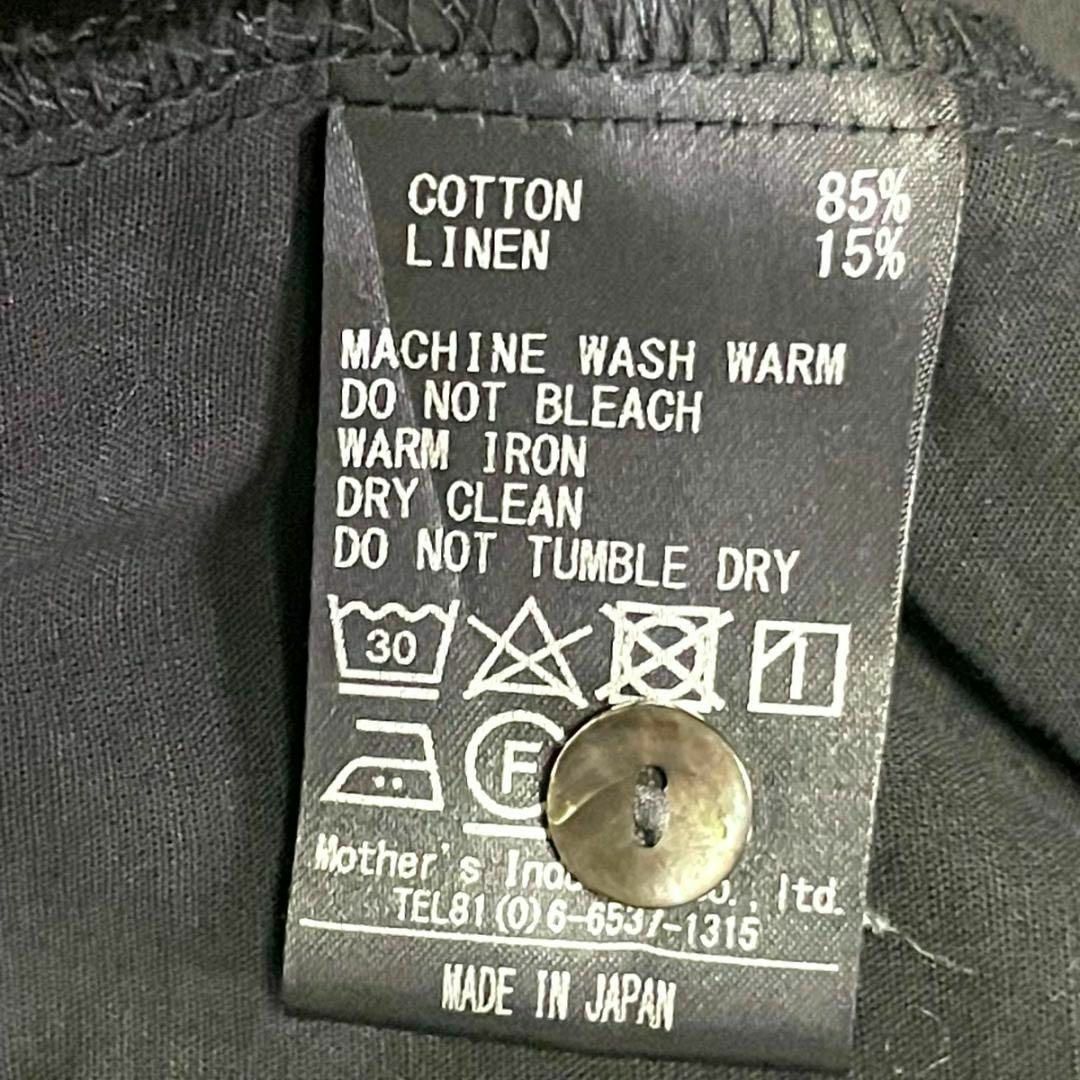 COTTON 85%
LINEN 15%
MACHINE WASH WARM
DO NOT BLEACH
WARM IRON
DRY CLEAN
DO NOT TUMBLE DRY
30
F
Mother's , ltd.
TEL81(0)6-6537-1315
MADE IN JAPAN